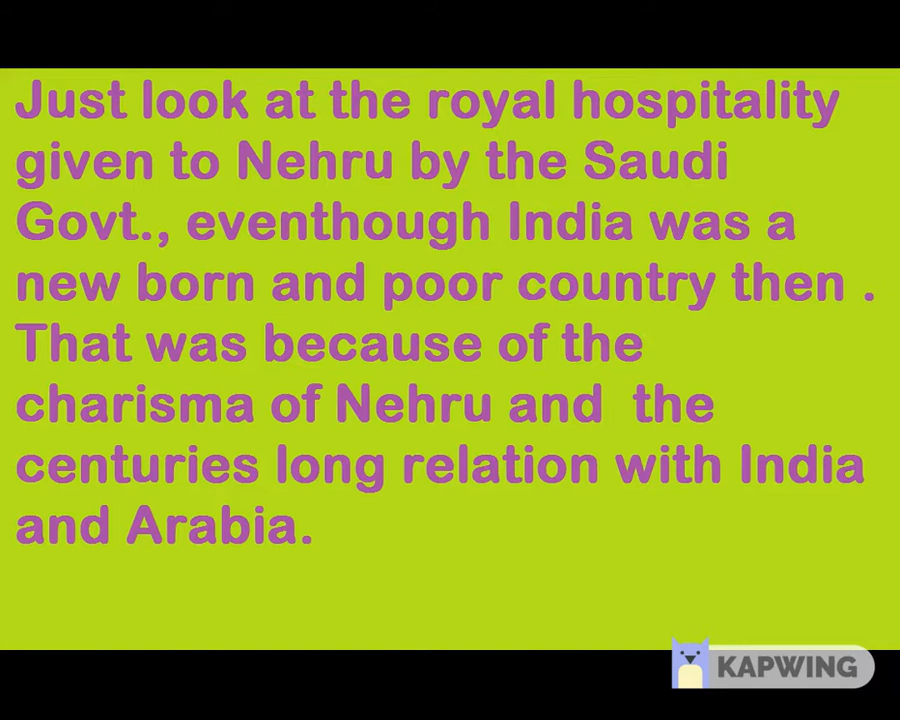 Just look at the royal hospitality
given to Nehru by the Saudi
Govt., eventhough India was a
new born and poor country then .
That was because of the
charisma of Nehru and  the
centuries long relation with India
and Arabia.
KAPWING